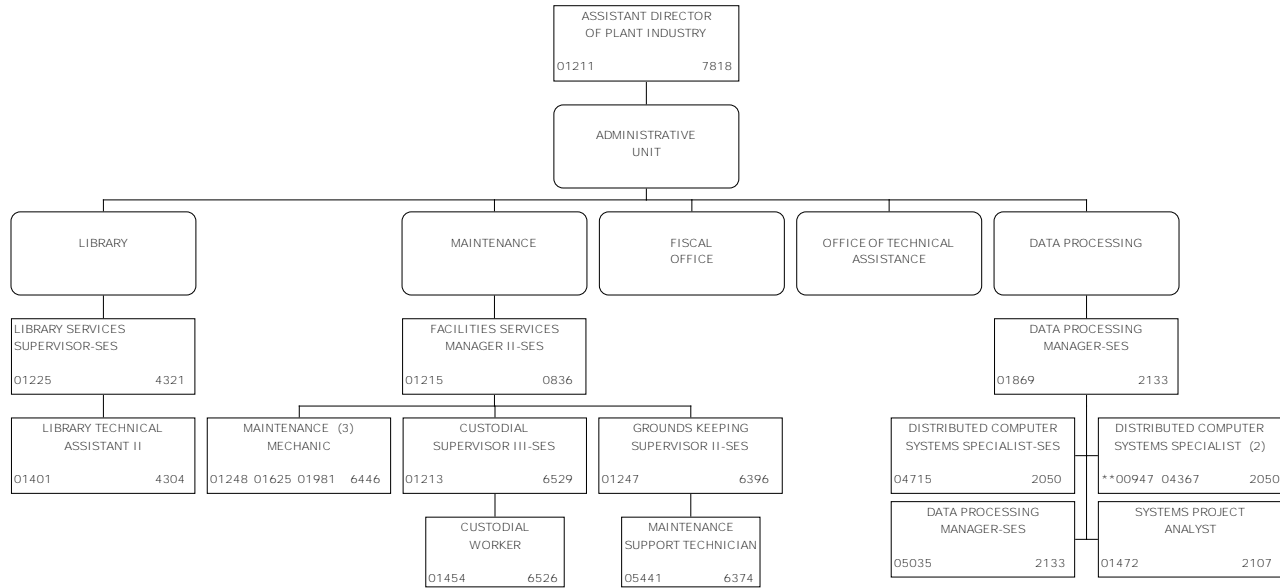 ASSISTANT DIRECTOR
OF PLANT INDUSTRY
01211 7818
ADMINISTRATIVE
UNIT
LIBRARY
MAINTENANCE
FISCAL
OFFICE
OFFICE OF TECHNICAL
ASSISTANCE
DATA PROCESSING
LIBRARY SERVICES
SUPERVISOR-SES
01225 4321
FACILITIES SERVICES
MANAGER II-SES
01215 0836
DATA PROCESSING
MANAGER-SES
01869 2133
LIBRARY TECHNICAL
ASSISTANT II
01401 4304
MAINTENANCE (3)
MECHANIC
01248 01625 01981 6446
CUSTODIAL
SUPERVISOR III-SES
01213 6529
GROUNDS KEEPING
SUPERVISOR II-SES
01247 6396
DISTRIBUTED COMPUTER
SYSTEMS SPECIALIST-SES
04715 2050
DISTRIBUTED COMPUTER
SYSTEMS SPECIALIST (2)
**00947 04367 2050
CUSTODIAL
WORKER
01454 6526
MAINTENANCE
SUPPORT TECHNICIAN
05441 6374
DATA PROCESSING
MANAGER-SES
05035 2133
SYSTEMS PROJECT
ANALYST
01472 2107